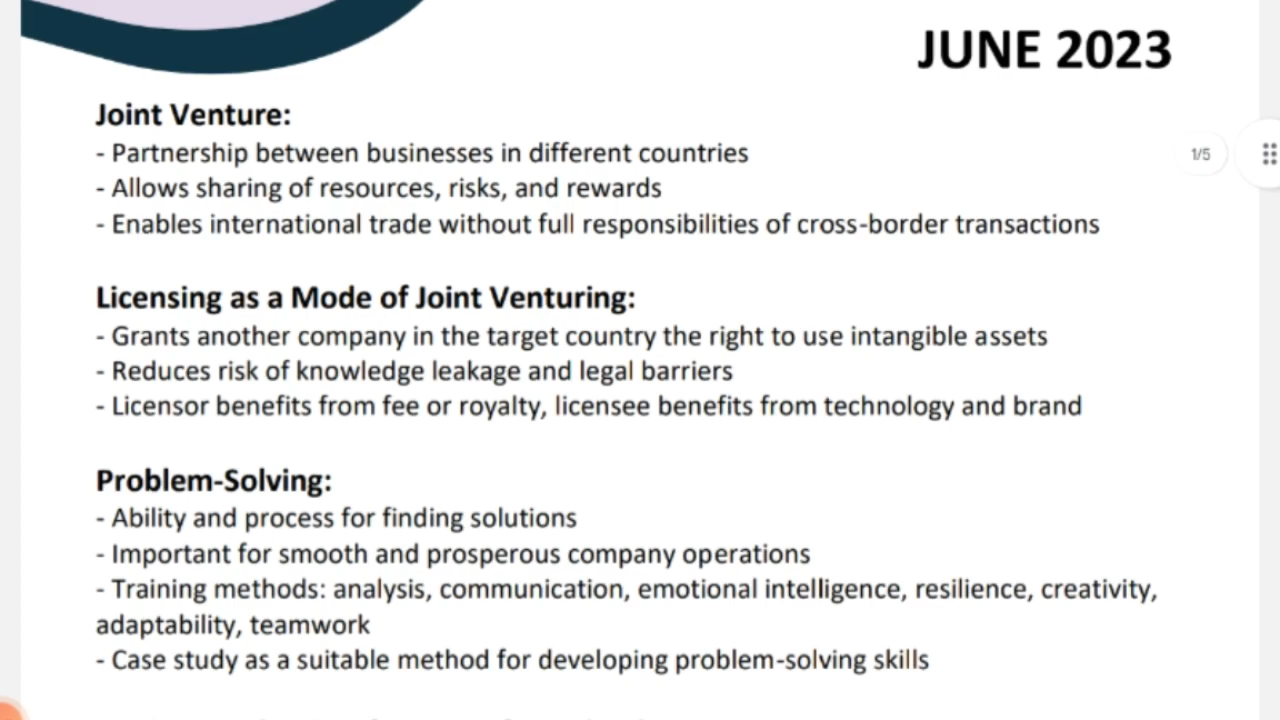 JUNE 2023
Joint Venture:
- Partnership between businesses in different countries
1/5
- Allows sharing of resources, risks, and rewards
- Enables international trade without full responsibilities of cross-border transactions
Licensing as a Mode of Joint Venturing:
- Grants another company in the target country the right to use intangible assets
- Reduces risk of knowledge leakage and legal barriers
- Licensor benefits from fee or royalty, licensee benefits from technology and brand
Problem-Solving:
- Ability and process for finding solutions
- Important for smooth and prosperous company operations
- Training methods: analysis, communication, emotional intelligence, resilience, creativity,
adaptability, teamwork
- Case study as a suitable method for developing problem-solving skills